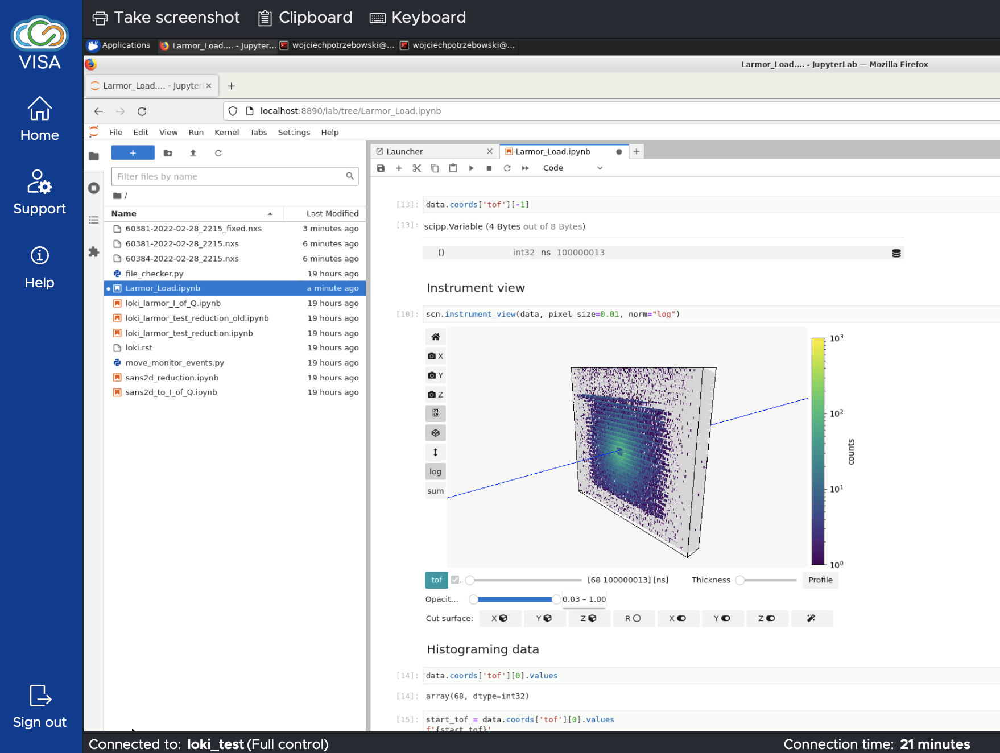 VISA
Home
Support
Help
Sign out
Take screenshot Clipboard Keyboard
Applications Larmor_Load.... - Jupyter... wojciechpotrzebowski@... wojciechpotrzebowski@...
Larmor_Load.... - JupyterLab — Mozilla Firefox
Larmor_Load.... - Jupyter
localhost:8890/lab/tree/Larmor_Load.ipynb
File Edit View Run Kernel Tabs Settings Help
Launcher Larmor_Load.ipynb
Code
Filter files by name
/
Name Last Modified
60381-2022-02-28_2215_fixed.nxs 3 minutes ago
60381-2022-02-28_2215.nxs 6 minutes ago
60384-2022-02-28_2215.nxs 6 minutes ago
file_checker.py 19 hours ago
Larmor_Load.ipynb a minute ago
loki_larmor_I_of_Q.ipynb 19 hours ago
loki_larmor_test_reduction_old.ipynb 19 hours ago
loki_larmor_test_reduction.ipynb 19 hours ago
loki.rst 19 hours ago
move_monitor_events.py 19 hours ago
sans2d_reduction.ipynb 19 hours ago
sans2d_to_I_of_Q.ipynb 19 hours ago
[13]: data.coords['tof'][-1]
[13]: scipp.Variable (4 Bytes out of 8 Bytes)
() int32 ns 100000013
Instrument view
[10]: scn.instrument_view(data, pixel_size=0.01, norm="log")
X
Y
Z
log
sum
10³
10²
10¹
10⁰
counts
tof . [68 100000013] [ns] Thickness Profile
Opacit... 0.03 – 1.00
Cut surface: X Y Z R X Y Z
Histograming data
[14]: data.coords['tof'][0].values
[14]: array(68, dtype=int32)
[15]: start_tof = data.coords['tof'][0].values
f'{start_tof}'
Connected to: loki_test (Full control) Connection time: 21 minutes